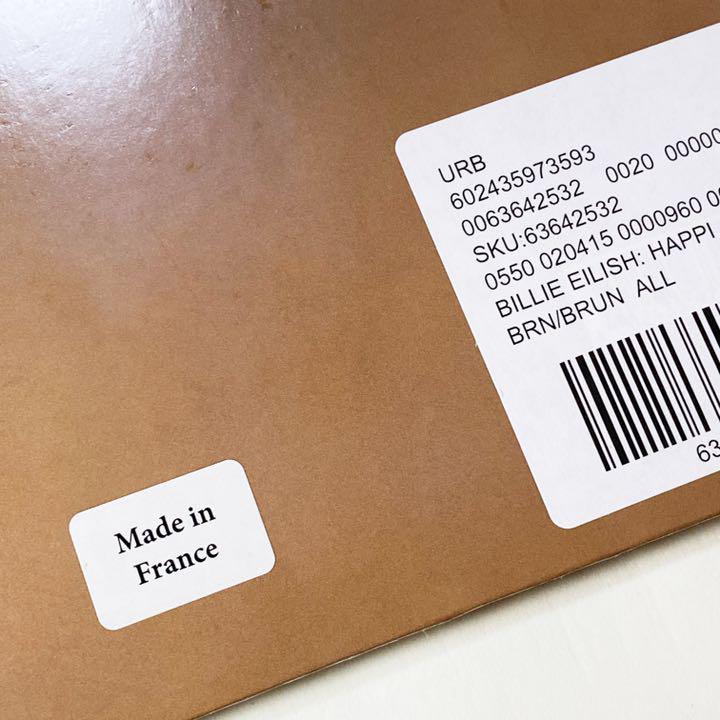 URB
602435973593
0063642532 0020 00000
SKU:63642532
0550 020415 0000960
BILLIE EILISH: HAPPI
BRN/BRUN ALL
63
Made in
France